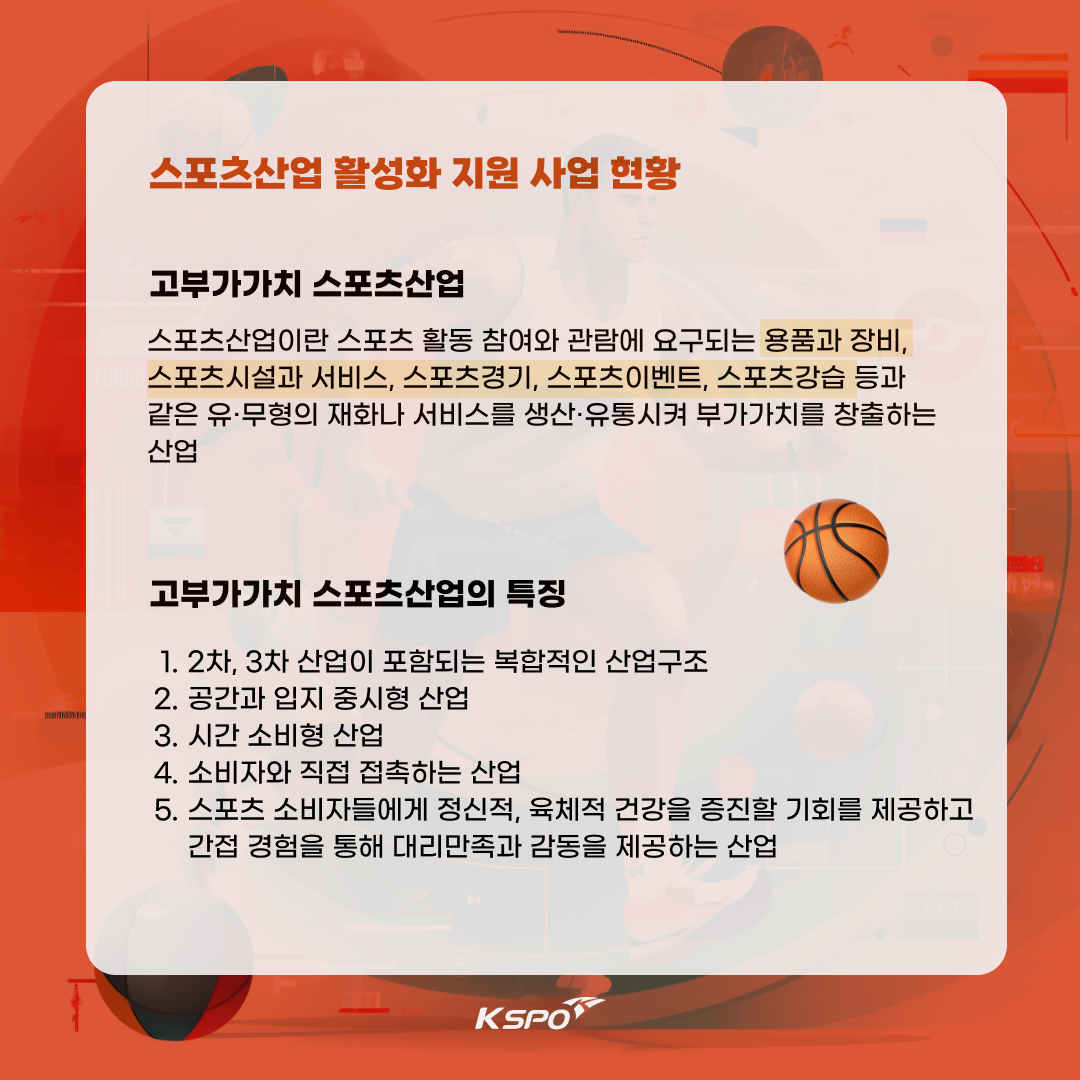 스포츠산업 활성화 지원 사업 현황
고부가가치 스포츠산업
스포츠산업이란 스포츠 활동 참여와 관람에 요구되는 용품과 장비,
스포츠시설과 서비스, 스포츠경기, 스포츠이벤트, 스포츠강습 등과
같은 유·무형의 재화나 서비스를 생산·유통시켜 부가가치를 창출하는
산업
고부가가치 스포츠산업의 특징
1. 2차, 3차 산업이 포함되는 복합적인 산업구조
2. 공간과 입지 중시형 산업
3. 시간 소비형 산업
4. 소비자와 직접 접촉하는 산업
5. 스포츠 소비자들에게 정신적, 육체적 건강을 증진할 기회를 제공하고
간접 경험을 통해 대리만족과 감동을 제공하는 산업
KSPO